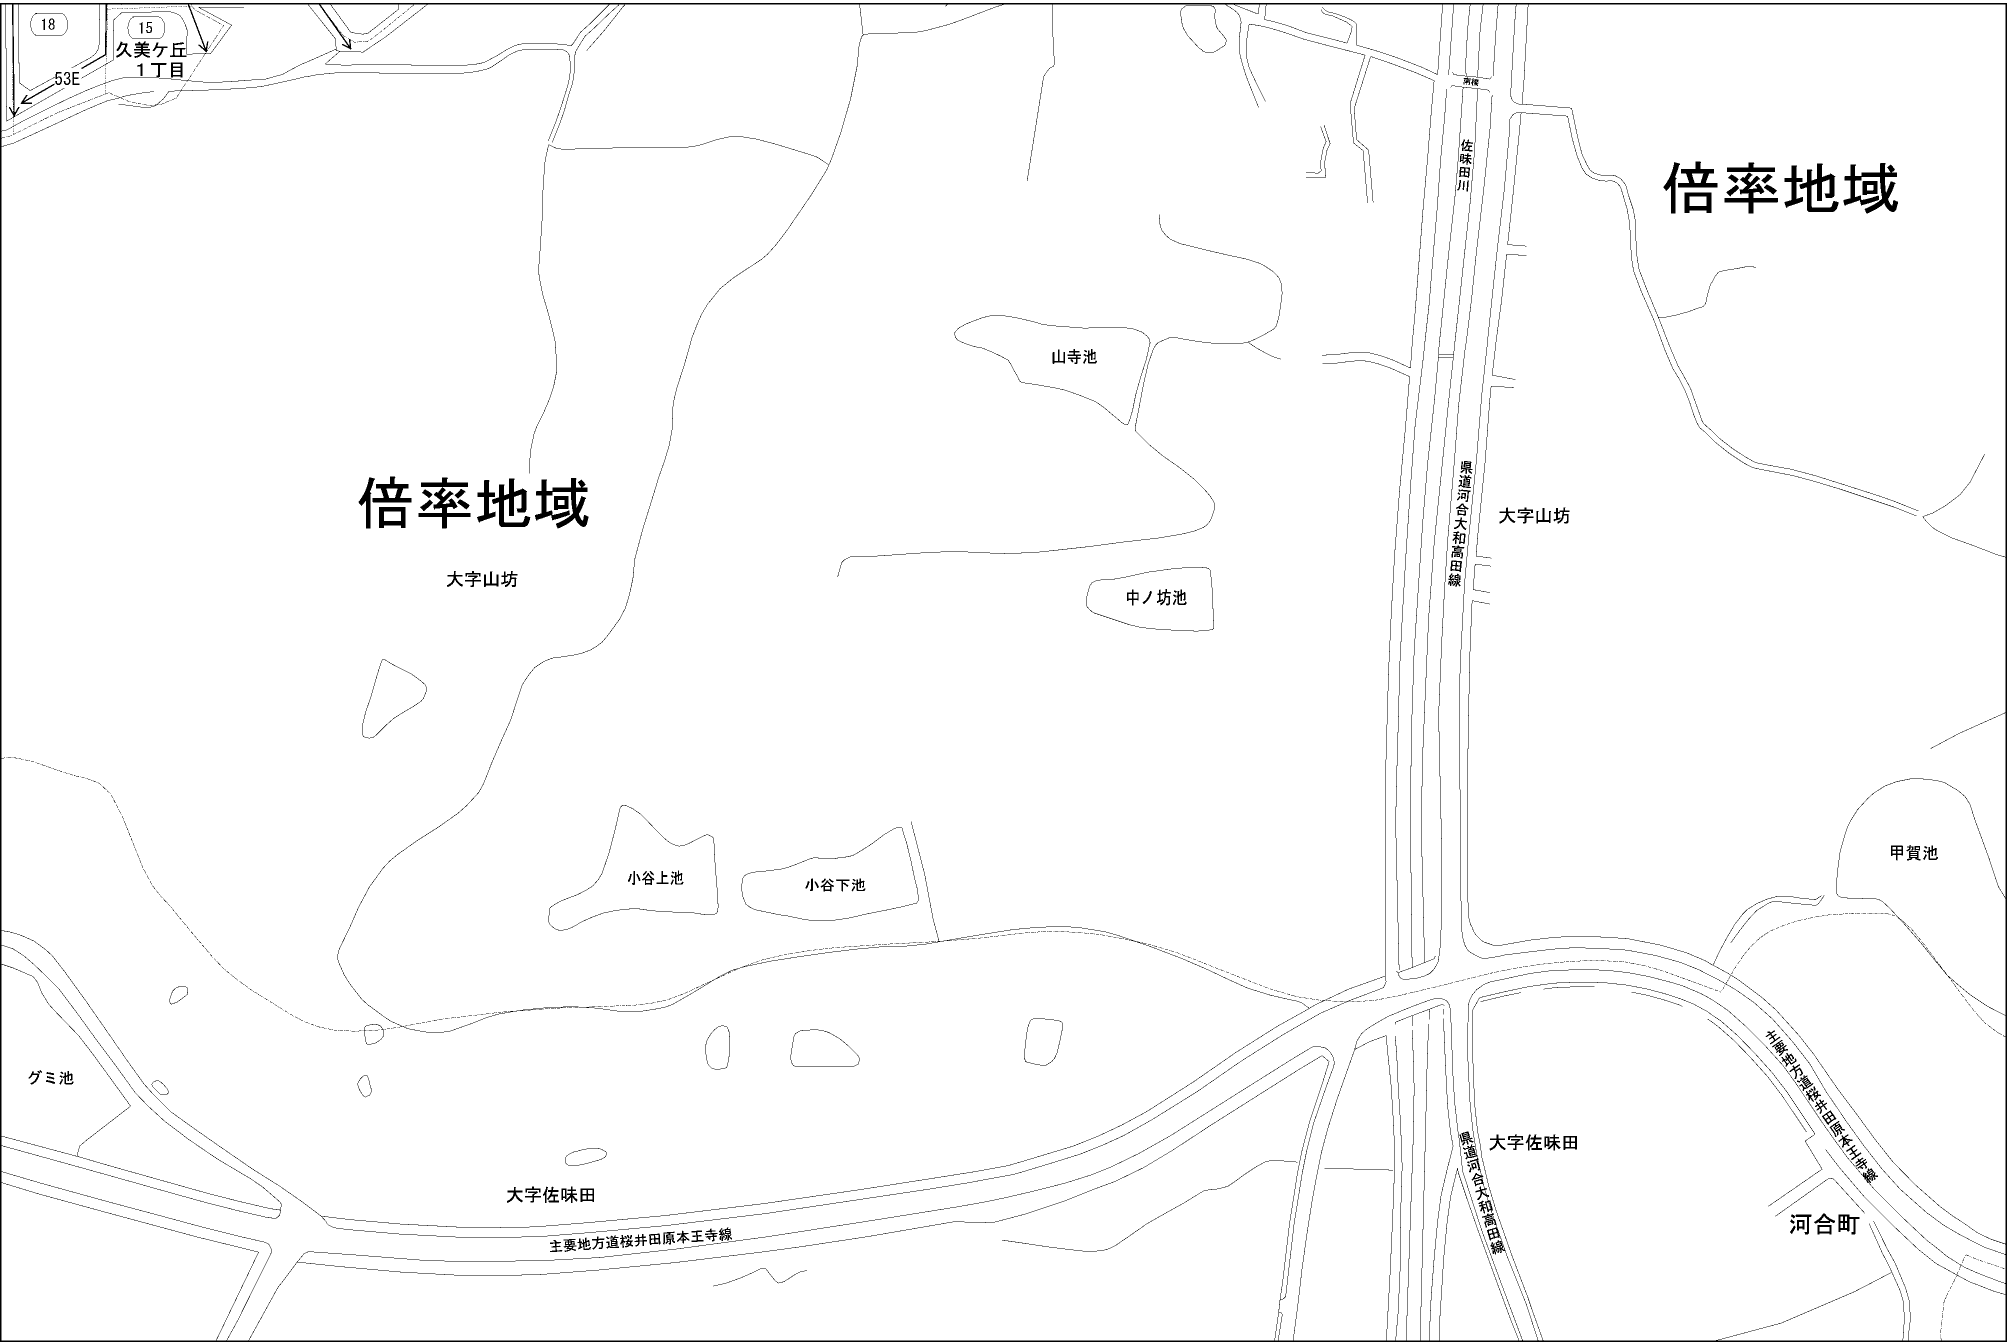 18
15
久美ケ丘
1丁目
53E
佐味田川
倍率地域
山寺池
県道河合大和高田線
倍率地域
大字山坊
大字山坊
中ノ坊池
小谷上池
小谷下池
甲賀池
グミ池
主要地方道桜井田原本王寺線
県道河合大和高田線
大字佐味田
大字佐味田
主要地方道桜井田原本王寺線
河合町